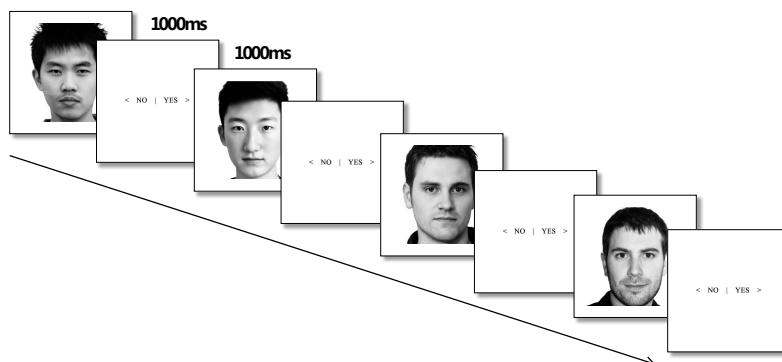 1000ms
< NO | YES >
1000ms
< NO | YES >
< NO | YES >
< NO | YES >